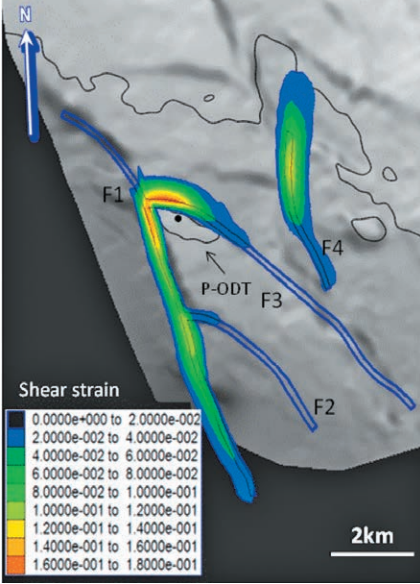 N
F1
F4
P-ODT
F3
F2
Shear strain
0.0000e+000 to 2.0000e-002
2.0000e-002 to 4.0000e-002
4.0000e-002 to 6.0000e-002
6.0000e-002 to 8.0000e-002
8.0000e-002 to 1.0000e-001
1.0000e-001 to 1.2000e-001
1.2000e-001 to 1.4000e-001
1.4000e-001 to 1.6000e-001
1.6000e-001 to 1.8000e-001
2km